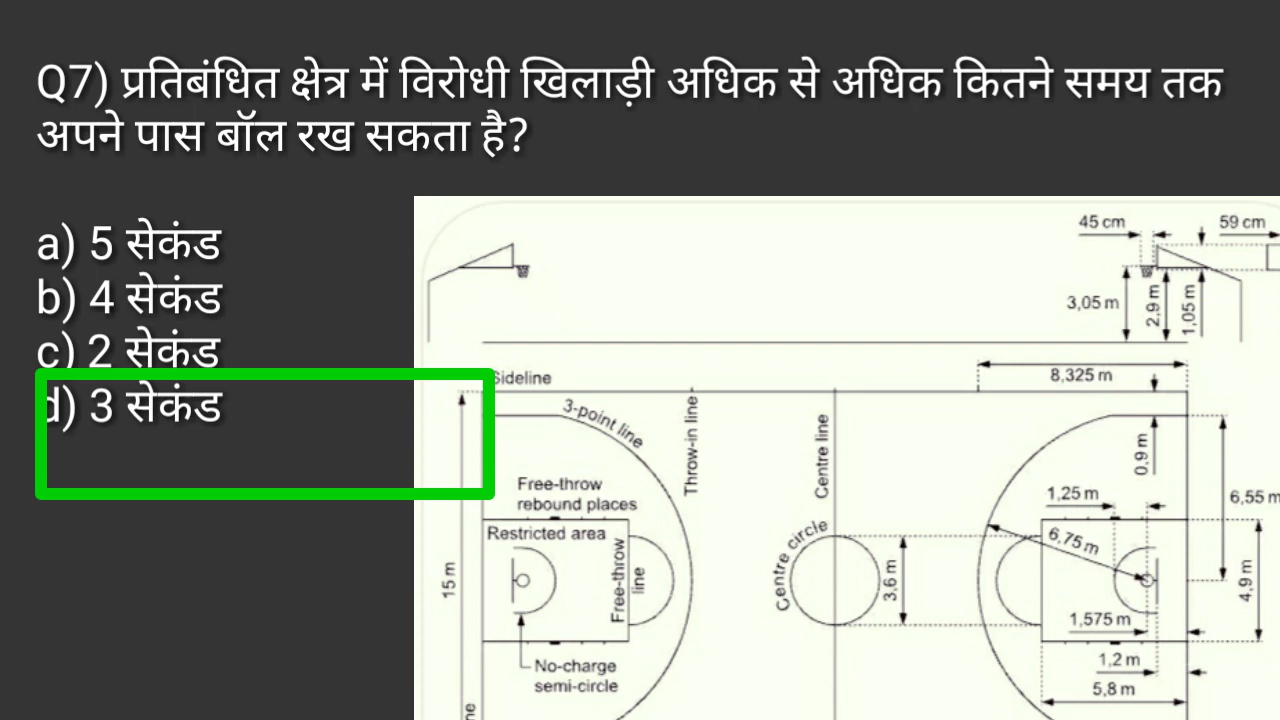 Q7) प्रतिबंधित क्षेत्र में विरोधी खिलाड़ी अधिक से अधिक कितने समय तक
अपने पास बॉल रख सकता है?
a) 5 सेकंड
b) 4 सेकंड
c) 2 सेकंड
d) 3 सेकंड
45 cm
59 cm
3,05 m
2,9 m
1,05 m
Sideline
8,325 m
3-point line
Throw-in line
Centre line
0,9 m
Free-throw
rebound places
1,25 m
6,55 m
Restricted area
6,75 m
Centre circle
15 m
Free-throw
line
3,6 m
4,9 m
1,575 m
No-charge
semi-circle
1,2 m
5,8 m